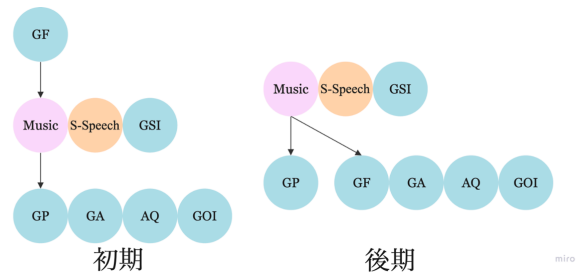 GF
Music S-Speech GSI
GP GA AQ GOI
初期
Music S-Speech GSI
GP GF GA AQ GOI
後期
miro